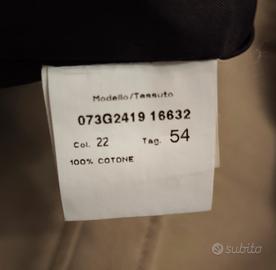 Modello/Tessuto
073G2419 16632
Col. 22 Tag. 54
100% COTONE
subito